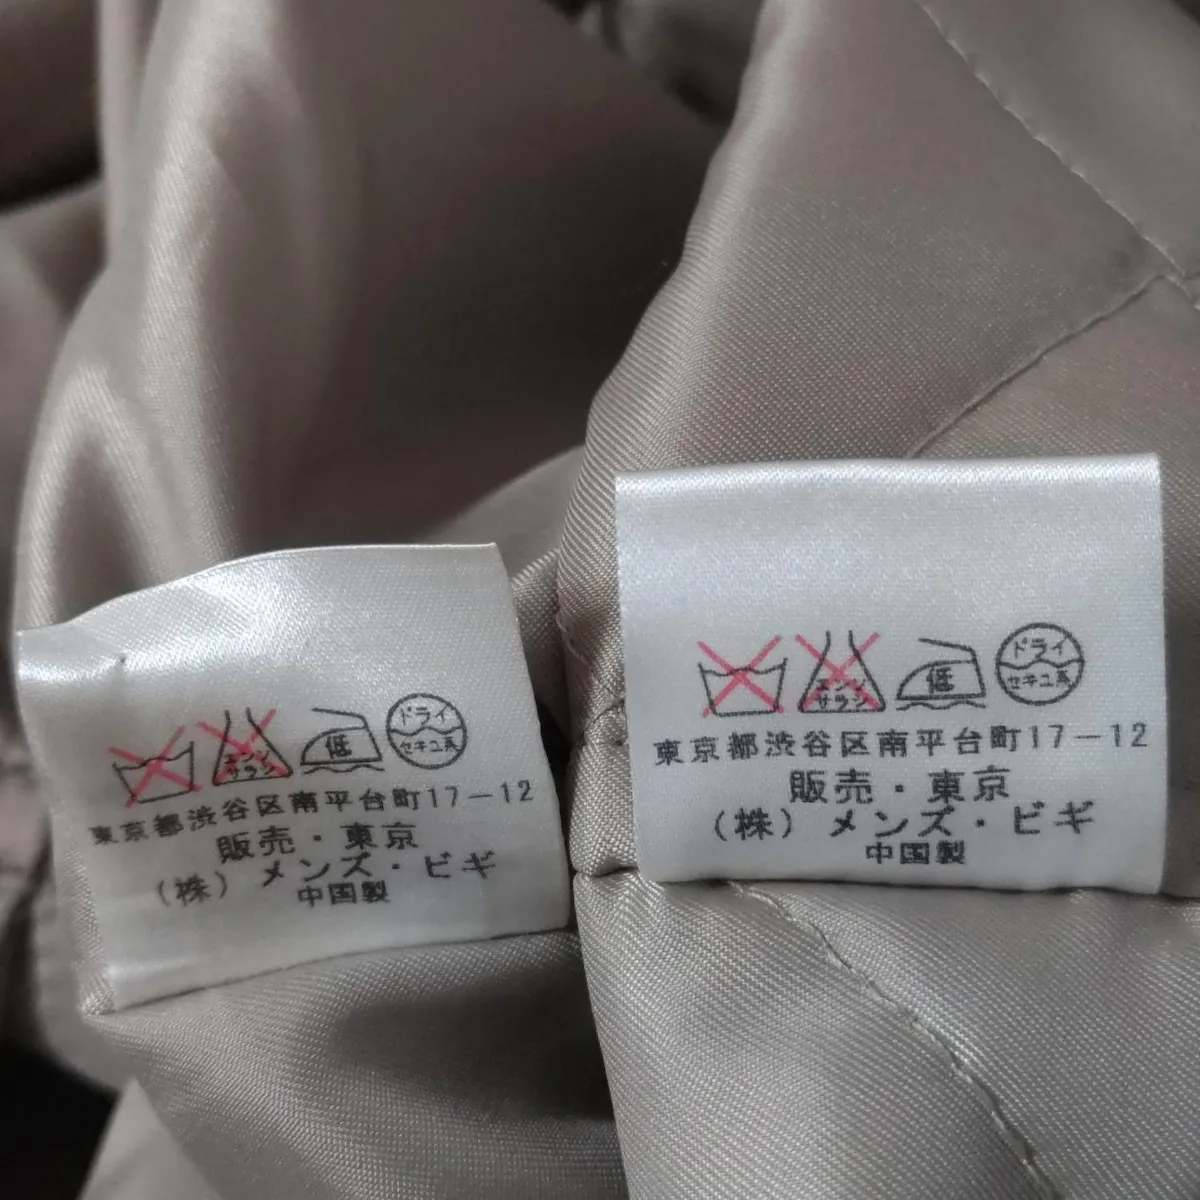 エンソ
サラシ
低
ドライ
セキユ系
東京都渋谷区南平台町17-12
販売・東京
(株)メンズ・ビギ
中国製
エンソ
サラシ
低
ドライ
セキユ系
東京都渋谷区南平台町17-12
販売・東京
(株)メンズ・ビギ
中国製